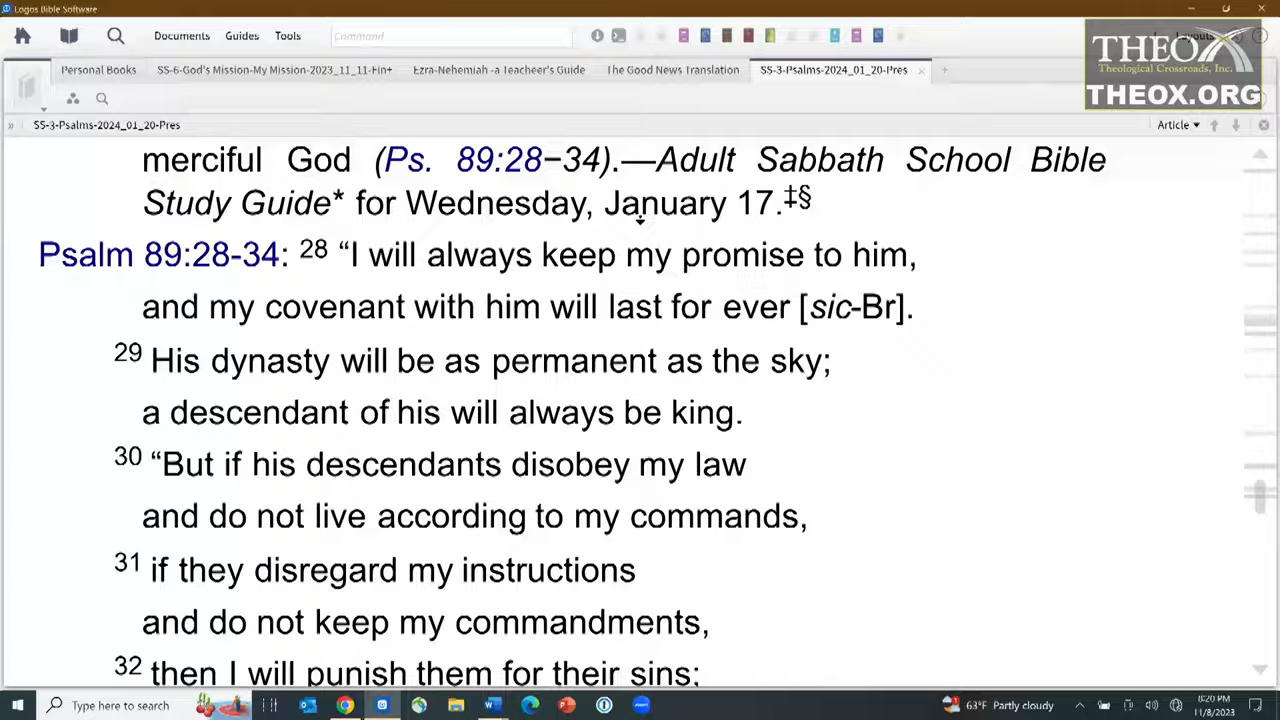 Logos Bible Software
Documents Guides Tools Command
Personal Books SS-6-God's Mission-My Mission-2023_11_11-Fin+ Teacheer's Guide The Good News Translation SS-3-Psalms-2024_01_20-Pres
THEOX
Theological Crossroads, Inc.
THEOX.ORG
SS-3-Psalms-2024_01_20-Pres Article
merciful God (Ps. 89:28–34).—Adult Sabbath School Bible
Study Guide* for Wednesday, January 17.‡§
Psalm 89:28-34: 28 “I will always keep my promise to him,
and my covenant with him will last for ever [sic-Br].
29 His dynasty will be as permanent as the sky;
a descendant of his will always be king.
30 “But if his descendants disobey my law
and do not live according to my commands,
31 if they disregard my instructions
and do not keep my commandments,
32 then I will punish them for their sins;
Type here to search 63°F Partly cloudy 8:20 PM
11/8/2023